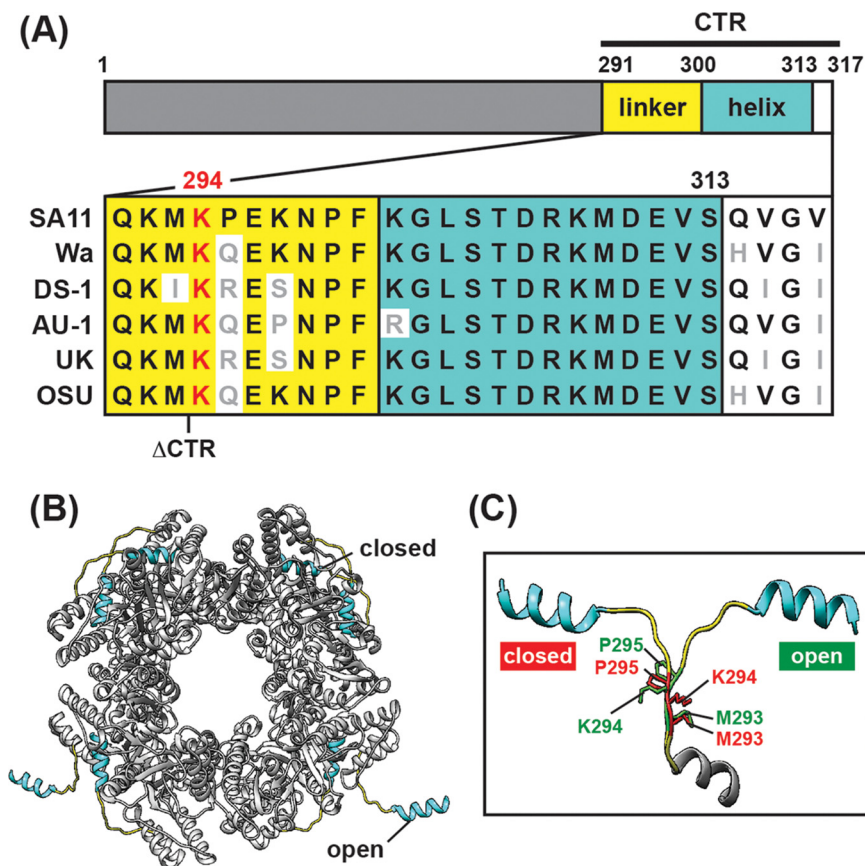 (A)
CTR
1 291 300 313 317
linker helix
294 313
SA11 Q K M K P E K N P F K G L S T D R K M D E V S Q V G V
Wa Q K M K Q E K N P F K G L S T D R K M D E V S H V G I
DS-1 Q K I K R E S N P F K G L S T D R K M D E V S Q I G I
AU-1 Q K M K Q E P N P F R G L S T D R K M D E V S Q V G I
UK Q K M K R E S N P F K G L S T D R K M D E V S Q I G I
OSU Q K M K Q E K N P F K G L S T D R K M D E V S H V G I
ΔCTR
(B)
closed
open
(C)
closed
P295
P295
K294
K294
M293
M293
open